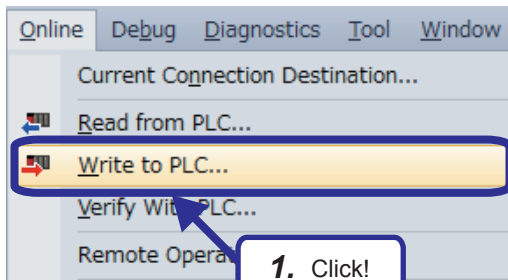 Online Debug Diagnostics Tool Window
Current Connection Destination...
Read from PLC...
Write to PLC...
Verify With PLC...
Remote Operat
1. Click!